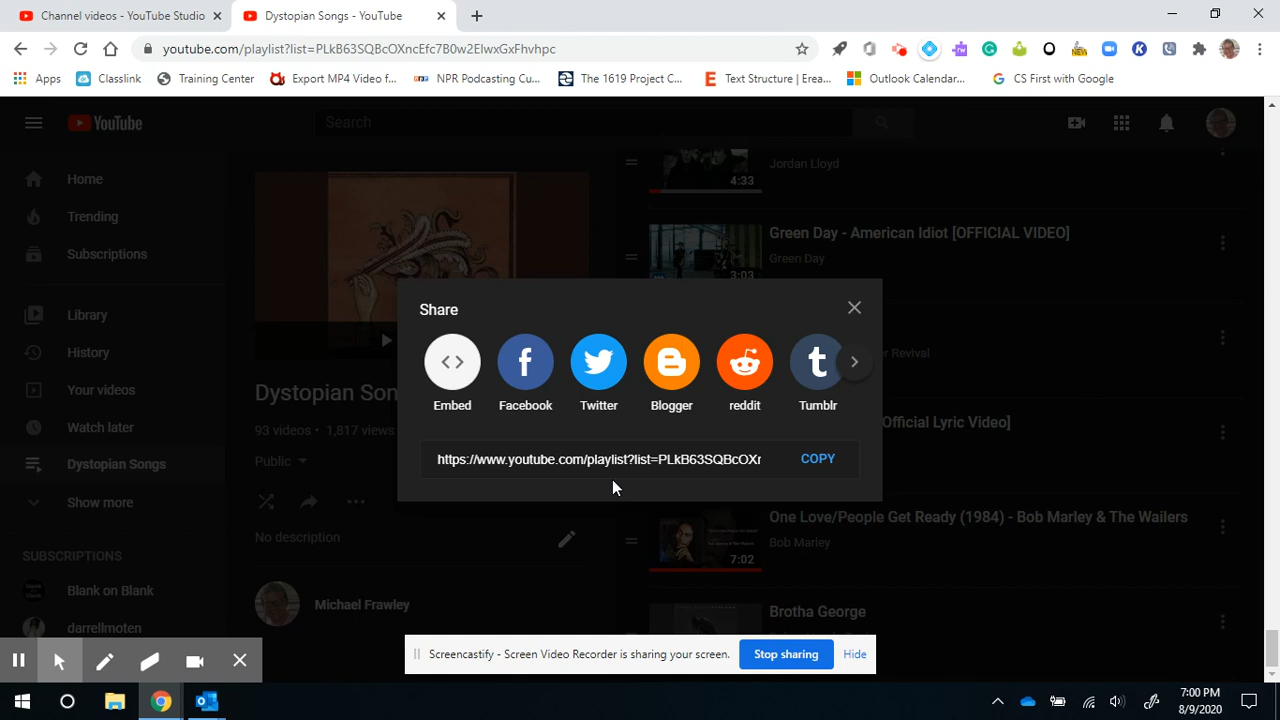 Channel videos - YouTube Studio
Dystopian Songs - YouTube
youtube.com/playlist?list=PLkB63SQBcOXncEfc7B0w2ElwxGxFhvhpc
NEW
Apps
Classlink
Training Center
Export MP4 Video f...
npr
NPR Podcasting Cu...
The 1619 Project C...
Text Structure | Erea...
Outlook Calendar...
CS First with Google
YouTube
Search
Home
Trending
Subscriptions
Library
History
Your videos
Watch later
Dystopian Songs
Show more
SUBSCRIPTIONS
Blank on Blank
darrellmoten
Dystopian Son
93 videos • 1,817 views
Public
No description
Michael Frawley
Jordan Lloyd
4:33
Green Day - American Idiot [OFFICIAL VIDEO]
Green Day
3:03
er Revival
Official Lyric Video]
One Love/People Get Ready (1984) - Bob Marley & The Wailers
Bob Marley
7:02
Brotha George
Share
Embed
Facebook
Twitter
Blogger
reddit
Tumblr
https://www.youtube.com/playlist?list=PLkB63SQBcOXr
COPY
Screencastify - Screen Video Recorder is sharing your screen.
Stop sharing
Hide
7:00 PM
8/9/2020